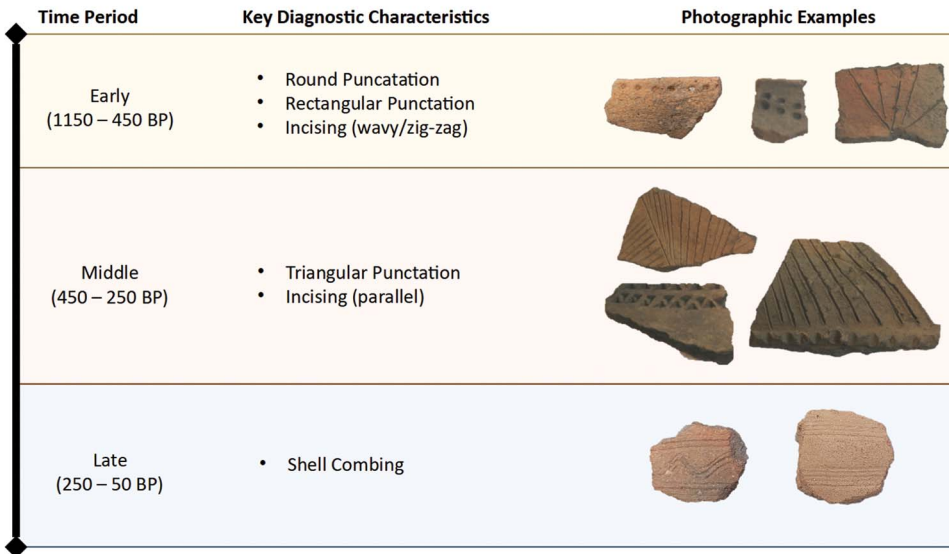 Time Period Key Diagnostic Characteristics Photographic Examples
Early
(1150 – 450 BP)
• Round Puncatation
• Rectangular Punctation
• Incising (wavy/zig-zag)
Middle
(450 – 250 BP)
• Triangular Punctation
• Incising (parallel)
Late
(250 – 50 BP)
• Shell Combing